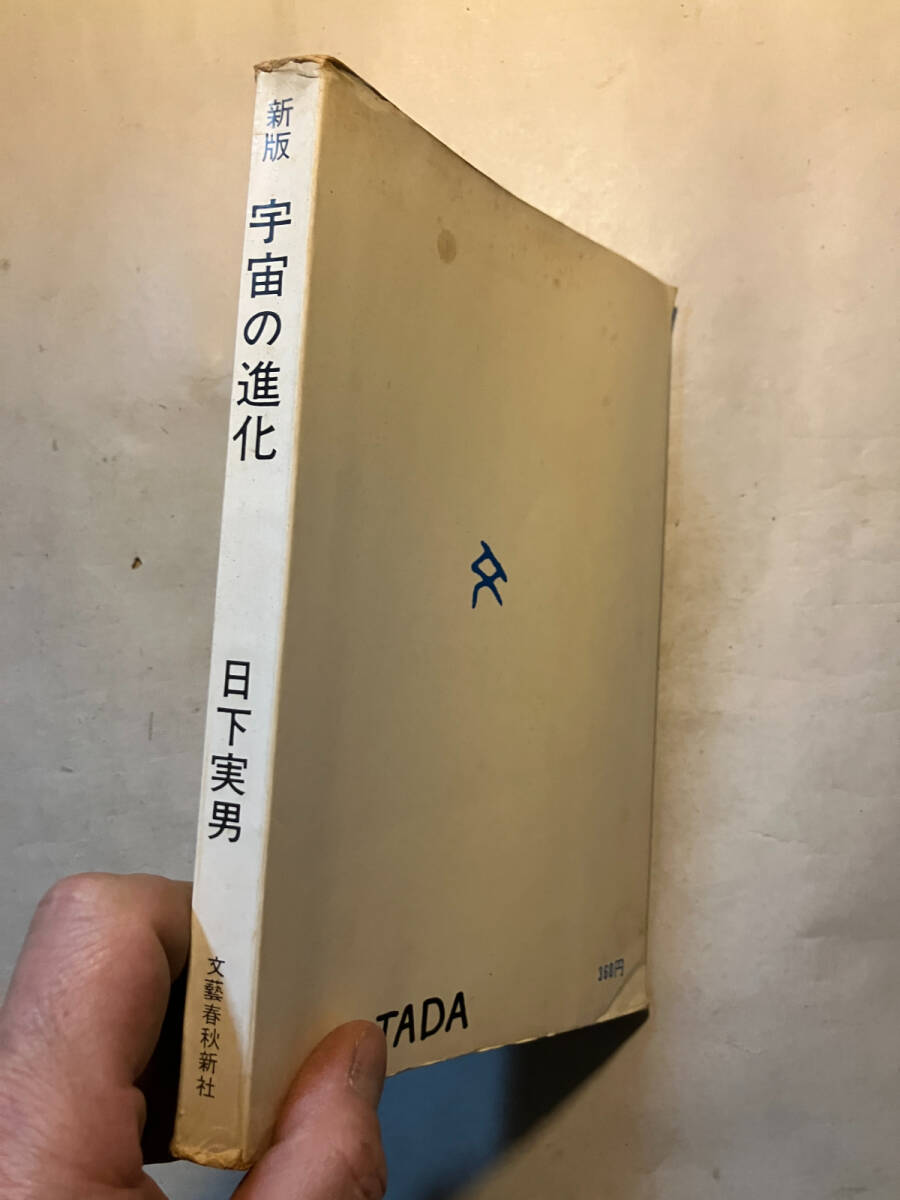 新版 宇宙の進化
日下実男
文藝春秋新社
文
360円
TADA